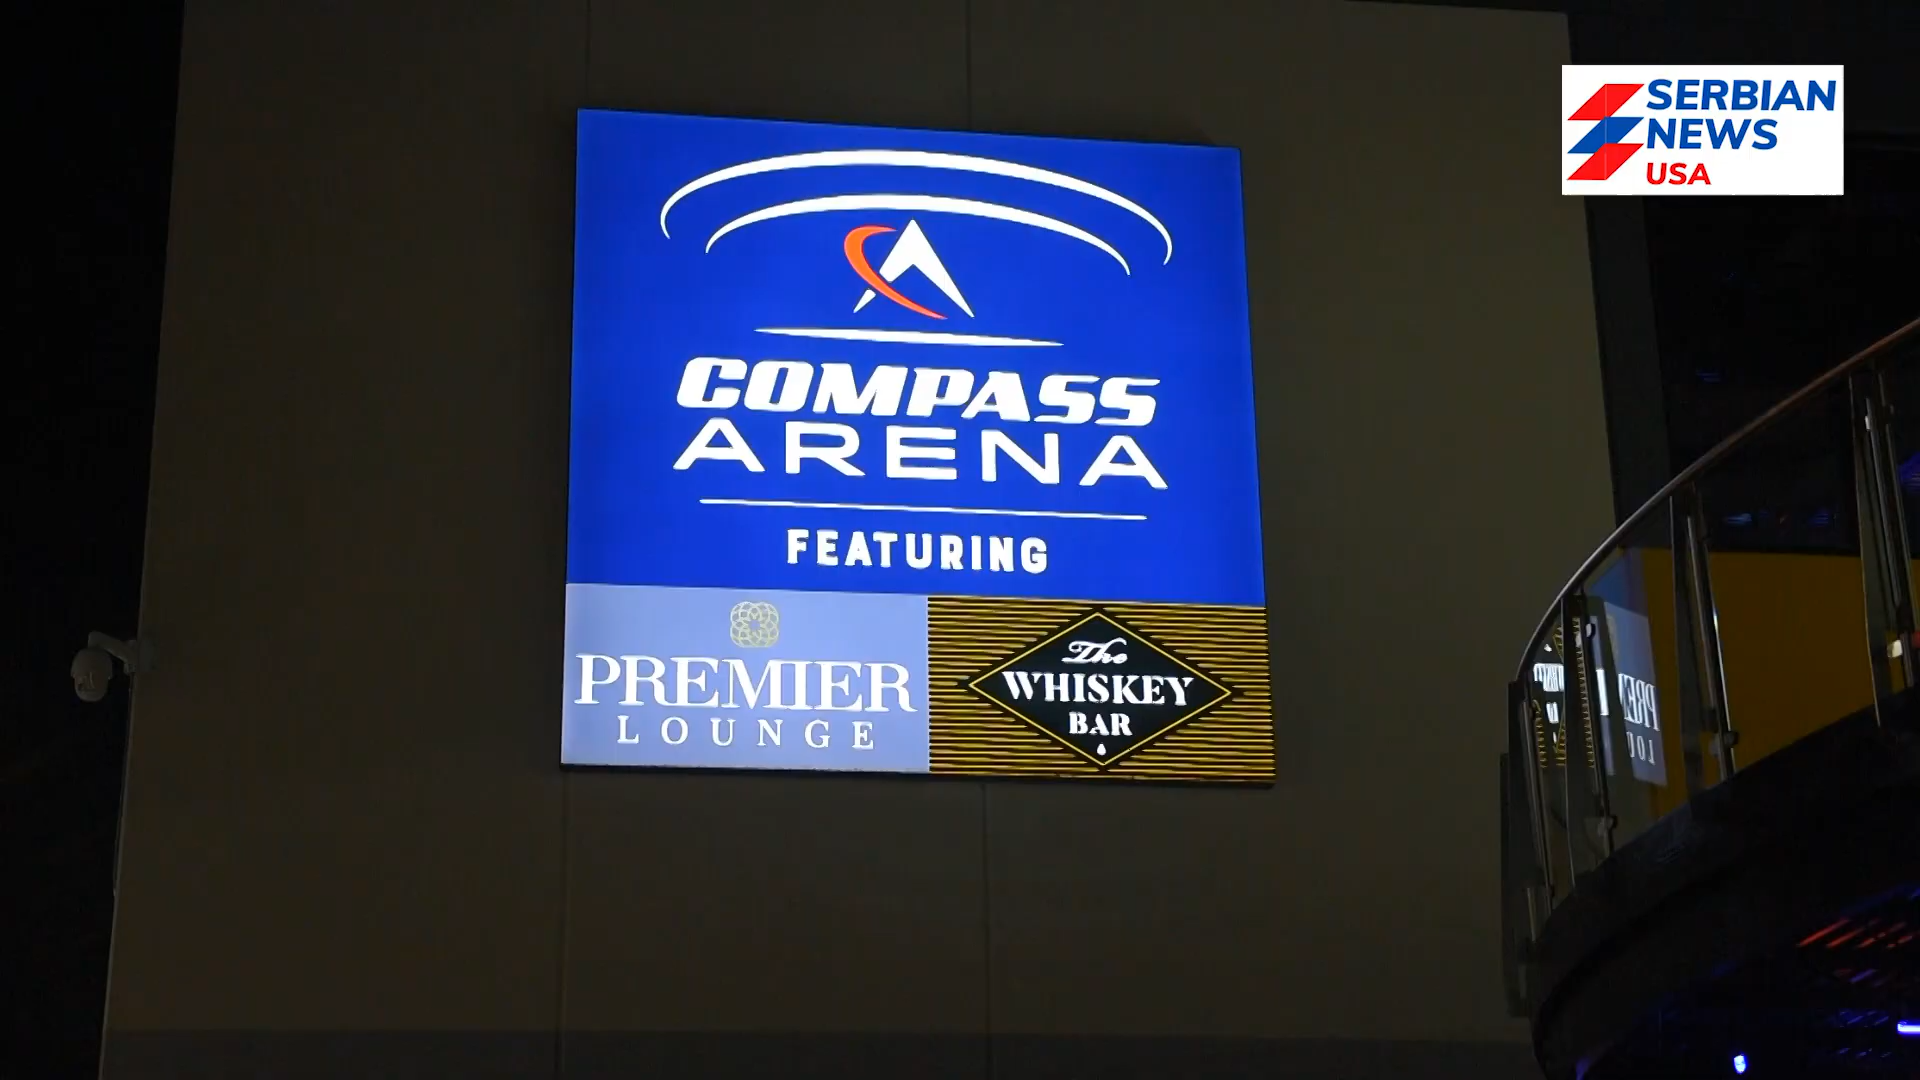 SERBIAN
NEWS
USA
COMPASS
ARENA
FEATURING
PREMIER
LOUNGE
The
WHISKEY
BAR